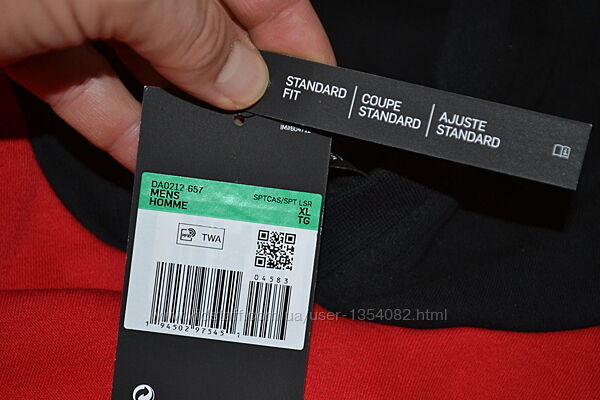 STANDARD
FIT
COUPE
STANDARD
AJUSTE
STANDARD
DA0212 657
MENS
HOMME
SPTCAS/SPT LSR
XL
TG
TWA
04583
1 94502 97545 1